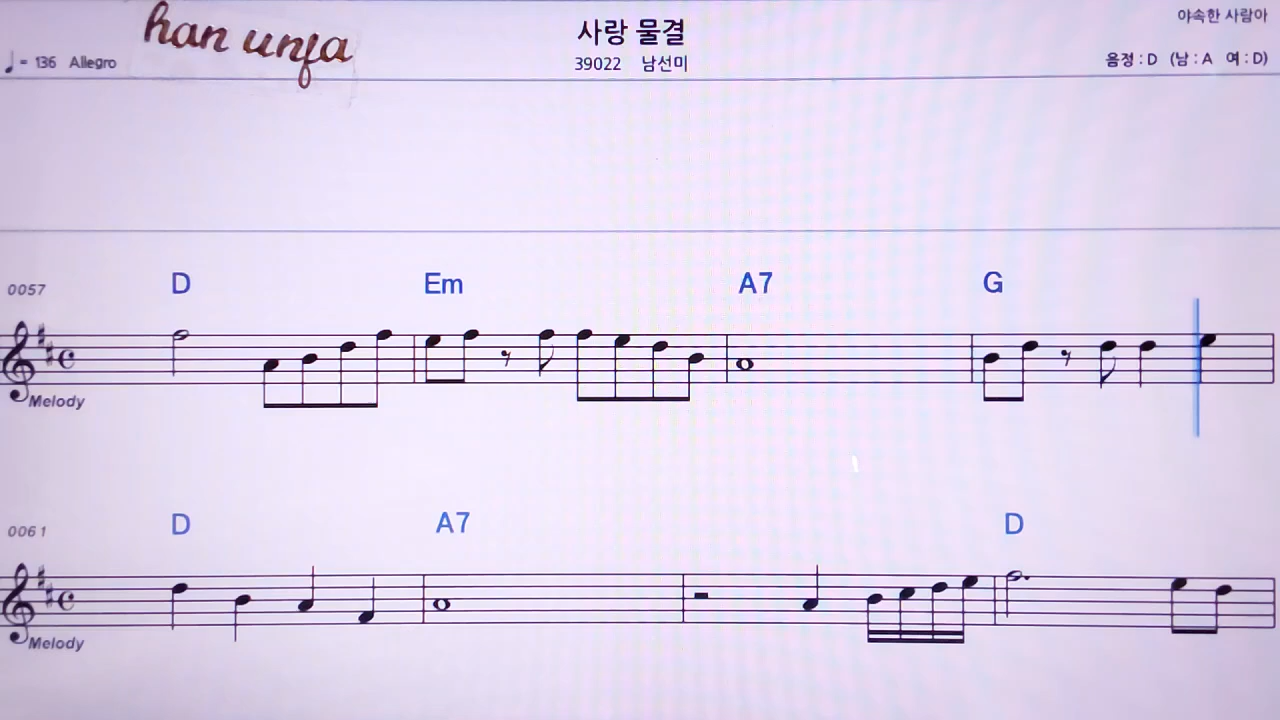 han unja
사랑 물결
야속한 사람아
♩= 136 Allegro
39022 남선미
음정 : D (남 : A 여 : D)
0057
D Em A7 G
Melody
0061
D A7 D
Melody